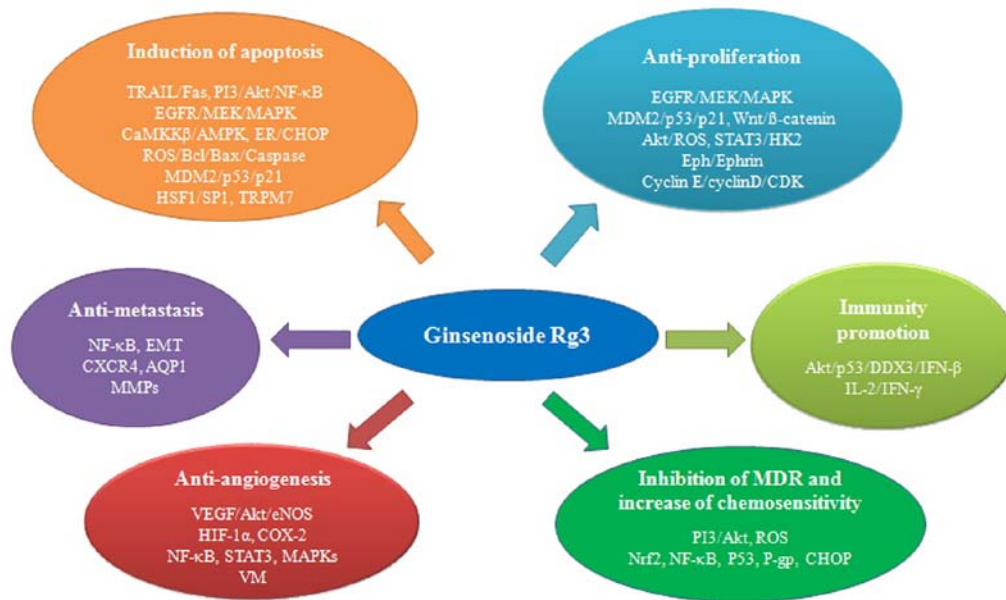 Induction of apoptosis
TRAIL/Fas, PI3/Akt/NF-κB
EGFR/MEK/MAPK
CaMKKβ/AMPK, ER/CHOP
ROS/Bcl/Bax/Caspase
MDM2/p53/p21
HSF1/SP1, TRPM7
Anti-proliferation
EGFR/MEK/MAPK
MDM2/p53/p21, Wnt/ß-catenin
Akt/ROS, STAT3/HK2
Eph/Ephrin
Cyclin E/cyclinD/CDK
Anti-metastasis
NF-κB, EMT
CXCR4, AQP1
MMPs
Ginsenoside Rg3
Immunity
promotion
Akt/p53/DDX3/IFN-β
IL-2/IFN-γ
Anti-angiogenesis
VEGF/Akt/eNOS
HIF-1α, COX-2
NF-κB, STAT3, MAPKs
VM
Inhibition of MDR and
increase of chemosensitivity
PI3/Akt, ROS
Nrf2, NF-κB, P53, P-gp, CHOP